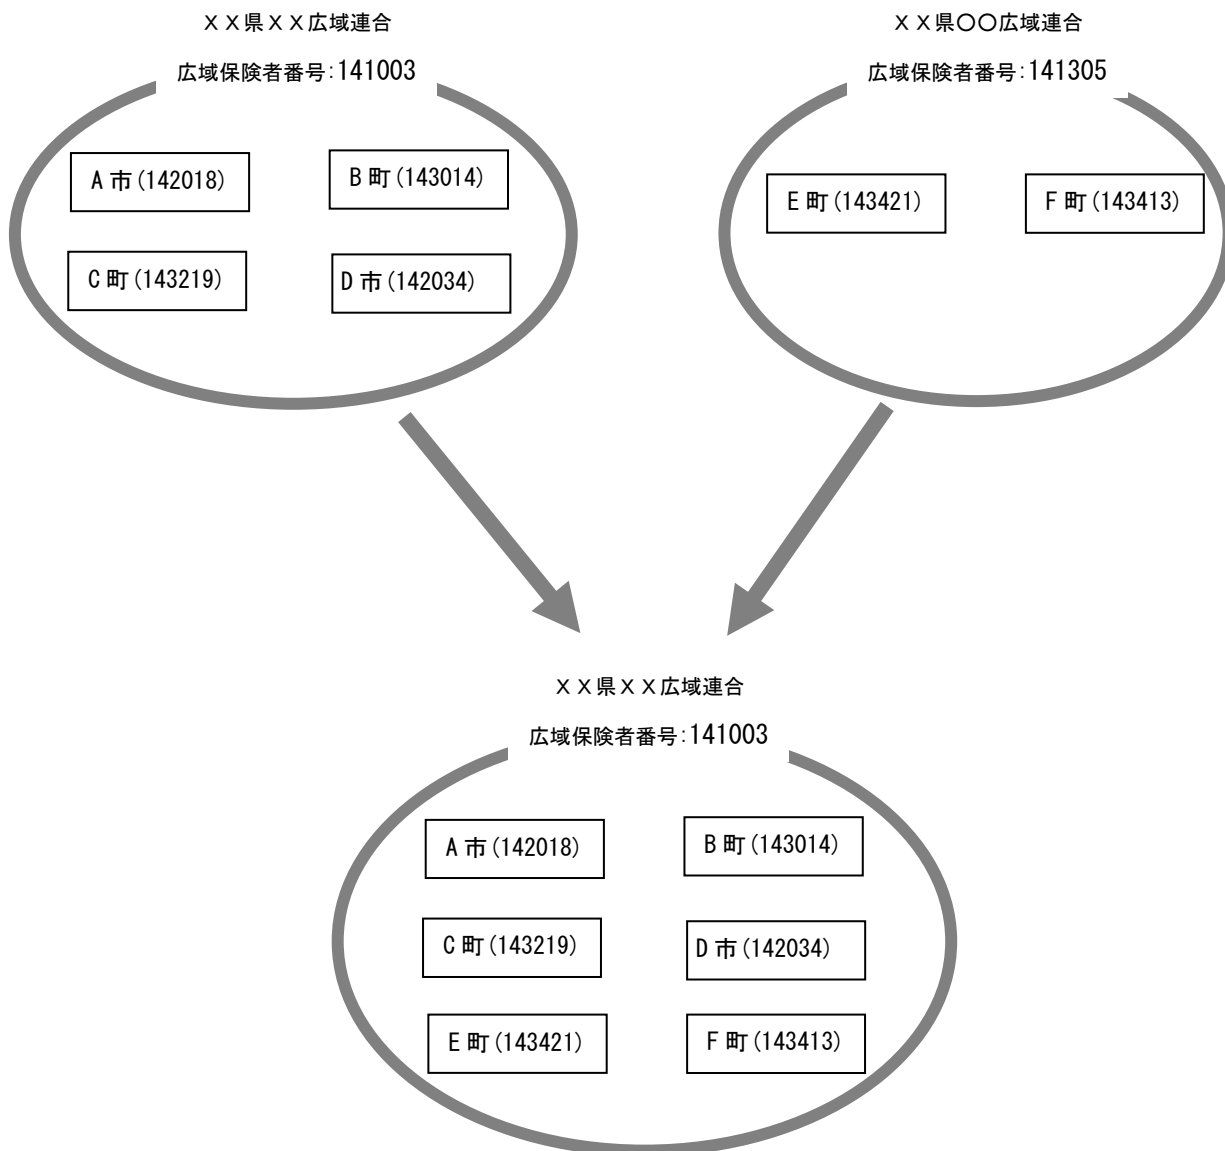 ＸＸ県ＸＸ広域連合
広域保険者番号:141003
A市(142018)
B町(143014)
C町(143219)
D市(142034)
ＸＸ県〇〇広域連合
広域保険者番号:141305
E町(143421)
F町(143413)
ＸＸ県ＸＸ広域連合
広域保険者番号:141003
A市(142018)
B町(143014)
C町(143219)
D市(142034)
E町(143421)
F町(143413)